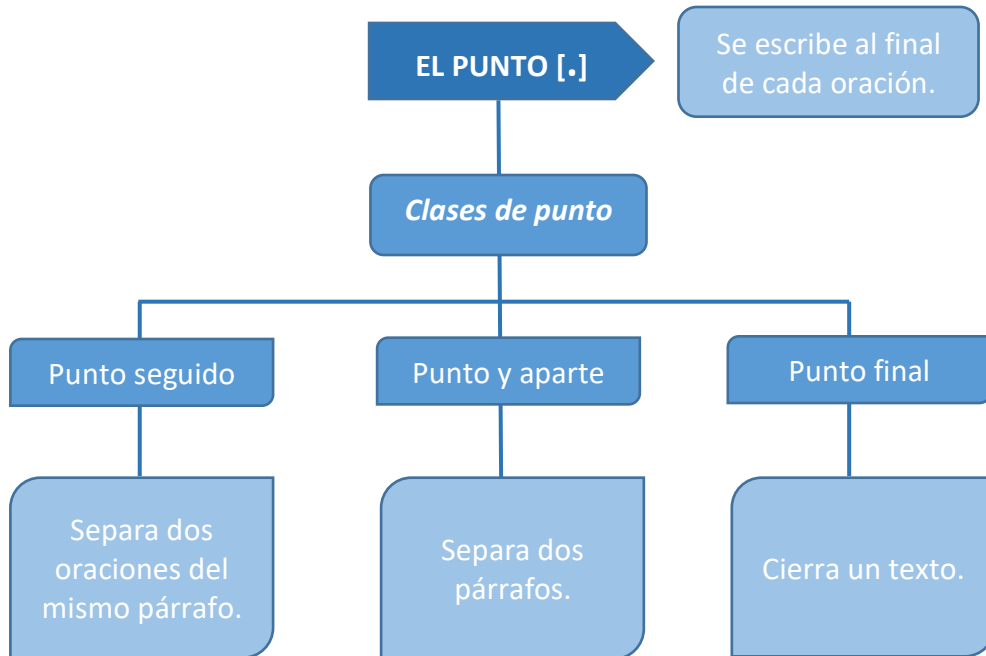 EL PUNTO [.]
Se escribe al final
de cada oración.
Clases de punto
Punto seguido
Punto y aparte
Punto final
Separa dos
oraciones del
mismo párrafo.
Separa dos
párrafos.
Cierra un texto.